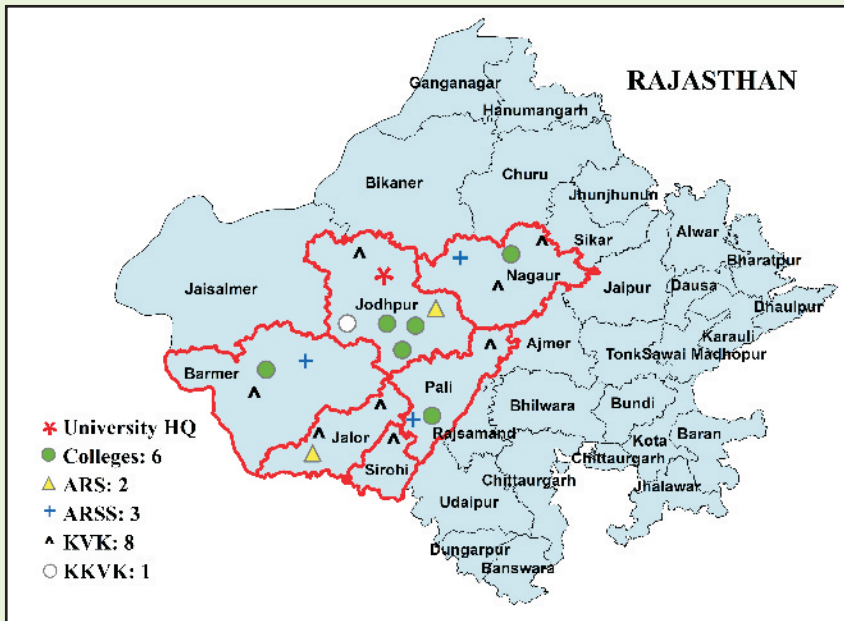 RAJASTHAN
Ganganagar
Hanumangarh
Bikaner
Churu
Jhunjhunun
Sikar
Alwar
Bharatpur
Jaisalmer
Nagaur
Jaipur
Dausa
Dhaulpur
Jodhpur
Karauli
Ajmer
Tonk
Sawai Madhopur
Barmer
Pali
Bhilwara
Bundi
Jalor
Rajsamand
Kota
Baran
Sirohi
Chittaurgarh
Chittaurgarh
Jhalawar
Udaipur
Dungarpur
Banswara
University HQ
Colleges: 6
ARS: 2
ARSS: 3
KVK: 8
KKVK: 1